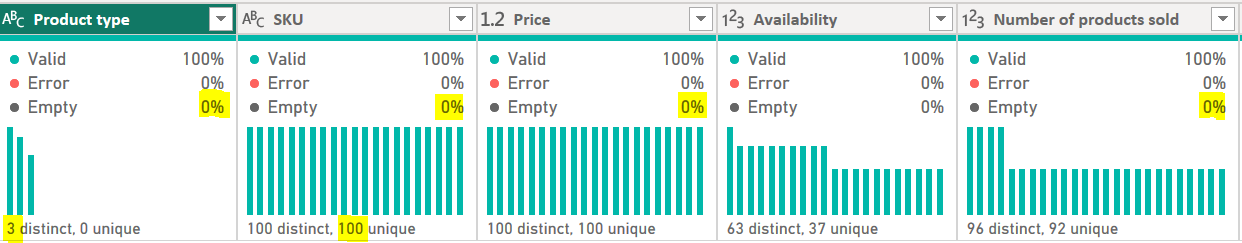 ABC Product type
ABC SKU
1.2 Price
123 Availability
123 Number of products sold
Valid 100%
Error 0%
Empty 0%
3 distinct, 0 unique
Valid 100%
Error 0%
Empty 0%
100 distinct, 100 unique
Valid 100%
Error 0%
Empty 0%
100 distinct, 100 unique
Valid 100%
Error 0%
Empty 0%
63 distinct, 37 unique
Valid 100%
Error 0%
Empty 0%
96 distinct, 92 unique